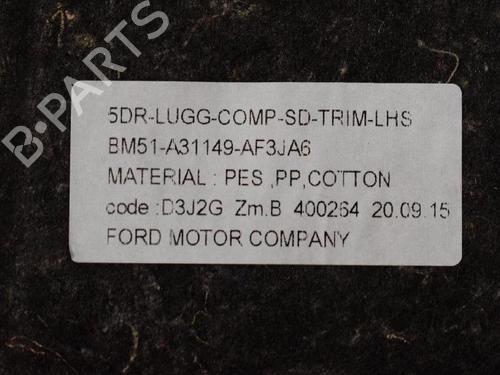 B-PARTS
5DR-LUGG-COMP-SD-TRIM-LHS
BM51-A31149-AF3JA6
MATERIAL : PES ,PP,COTTON
code :D3J2G Zm.B 400264 20.09.15
FORD MOTOR COMPANY